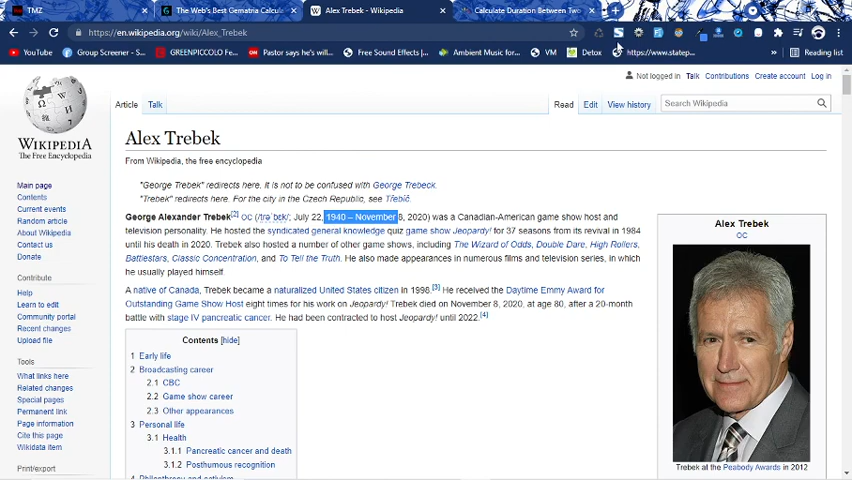 TMZ
The Web's Best Gematria Calcula
Alex Trebek - Wikipedia
Calculate Duration Between Two
https://en.wikipedia.org/wiki/Alex_Trebek
YouTube
Group Screener - S...
GREENPICCOLO Fe...
Pastor says he's wil...
Free Sound Effects |...
Ambient Music for...
VM
Detox
https://www.statep...
Reading list
Not logged in Talk Contributions Create account Log in
Article Talk
Read Edit View history
Search Wikipedia
WIKIPEDIA
The Free Encyclopedia
Main page
Contents
Current events
Random article
About Wikipedia
Contact us
Donate
Contribute
Help
Learn to edit
Community portal
Recent changes
Upload file
Tools
What links here
Related changes
Special pages
Permanent link
Page information
Cite this page
Wikidata item
Print/export
Alex Trebek
From Wikipedia, the free encyclopedia
"George Trebek" redirects here. It is not to be confused with George Trebeck.
"Trebek" redirects here. For the city in the Czech Republic, see Třebíč.
George Alexander Trebek[2] OC (/trəˈbɛk/; July 22, 1940 – November 8, 2020) was a Canadian-American game show host and
television personality. He hosted the syndicated general knowledge quiz game show Jeopardy! for 37 seasons from its revival in 1984
until his death in 2020. Trebek also hosted a number of other game shows, including The Wizard of Odds, Double Dare, High Rollers,
Battlestars, Classic Concentration, and To Tell the Truth. He also made appearances in numerous films and television series, in which
he usually played himself.
A native of Canada, Trebek became a naturalized United States citizen in 1998.[3] He received the Daytime Emmy Award for
Outstanding Game Show Host eight times for his work on Jeopardy! Trebek died on November 8, 2020, at age 80, after a 20-month
battle with stage IV pancreatic cancer. He had been contracted to host Jeopardy! until 2022.[4]
Contents [hide]
1 Early life
2 Broadcasting career
2.1 CBC
2.2 Game show career
2.3 Other appearances
3 Personal life
3.1 Health
3.1.1 Pancreatic cancer and death
3.1.2 Posthumous recognition
4 Philanthropy and activism
Alex Trebek
OC
Trebek at the Peabody Awards in 2012